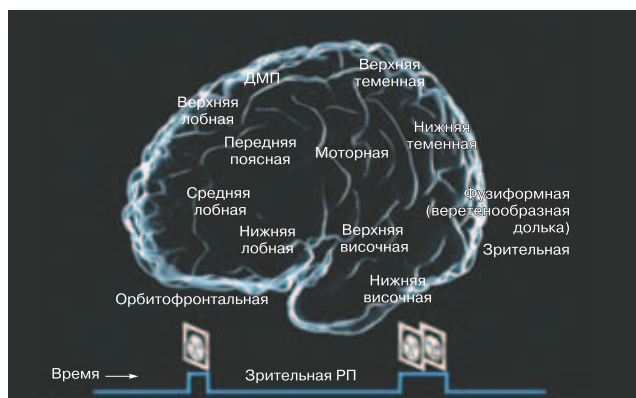 ДМП
Верхняя
теменная
Верхняя
лобная
Нижняя
теменная
Передняя
поясная
Моторная
Средняя
лобная
Фузиформная
(веретенообразная
долька)
Нижняя
лобная
Верхняя
височная
Зрительная
Нижняя
височная
Орбитофронтальная
Время
Зрительная РП